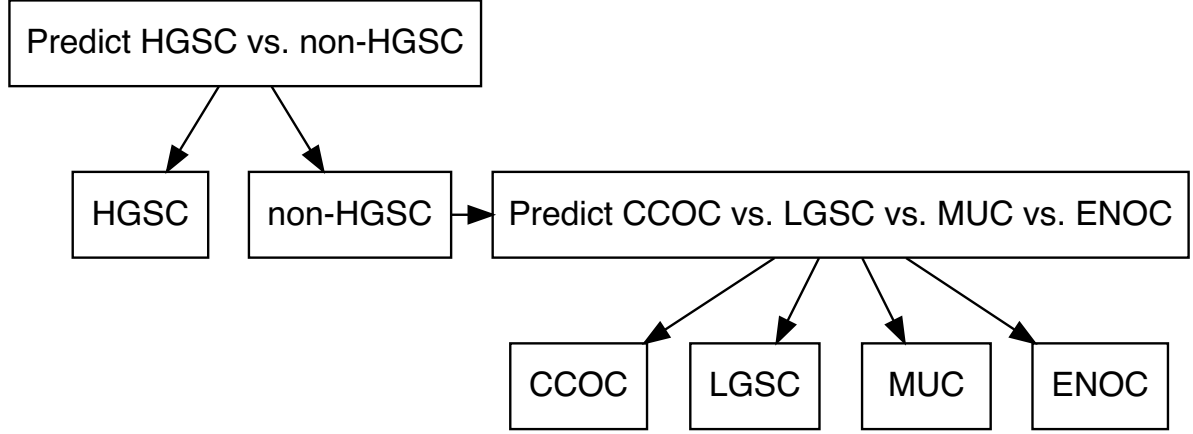 Predict HGSC vs. non-HGSC
HGSC
non-HGSC
Predict CCOC vs. LGSC vs. MUC vs. ENOC
CCOC
LGSC
MUC
ENOC